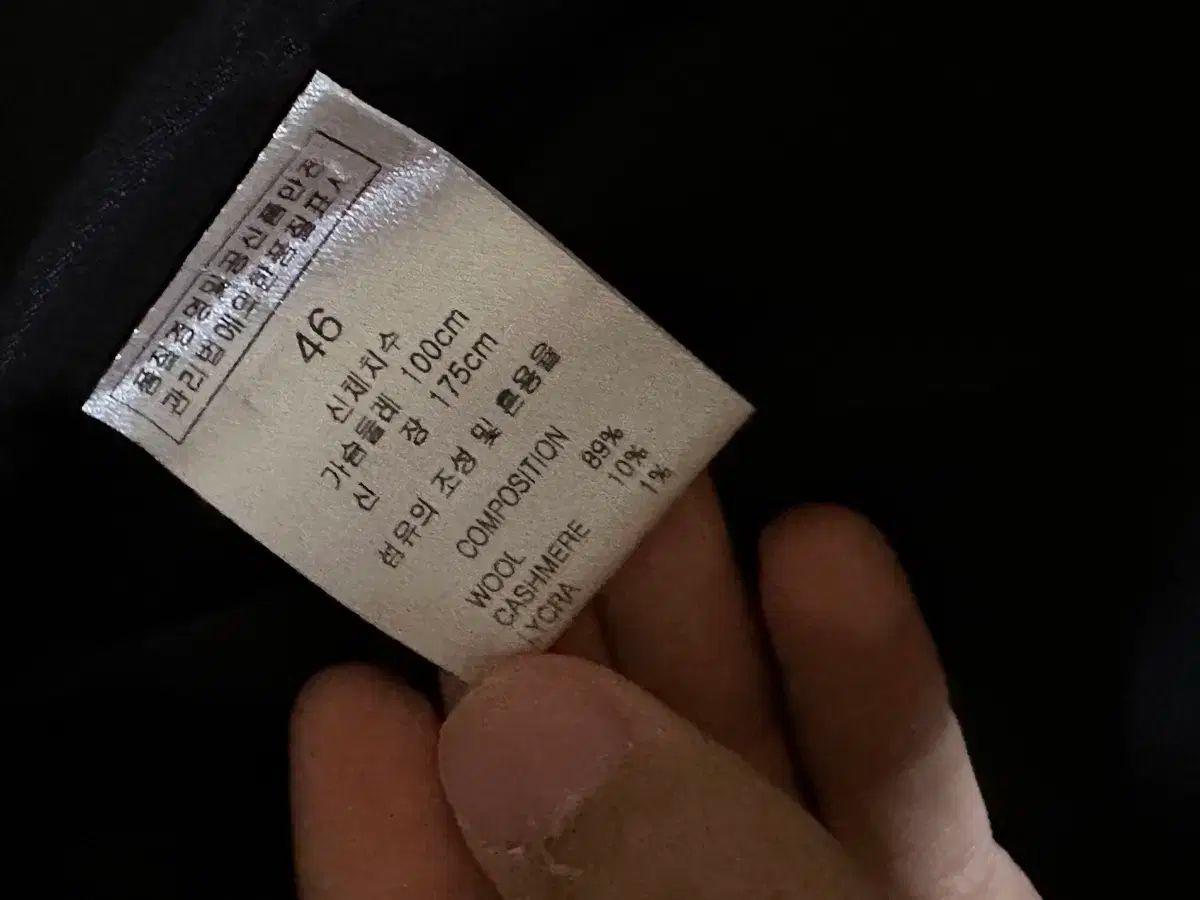 품질경영 및 공산품안전
관리법에 의한 품질표시
46
신체치수
가슴둘레 100cm
신 장 175cm
섬유의 조성 및 혼용율
COMPOSITION
WOOL 89%
CASHMERE 10%
LYCRA 1%